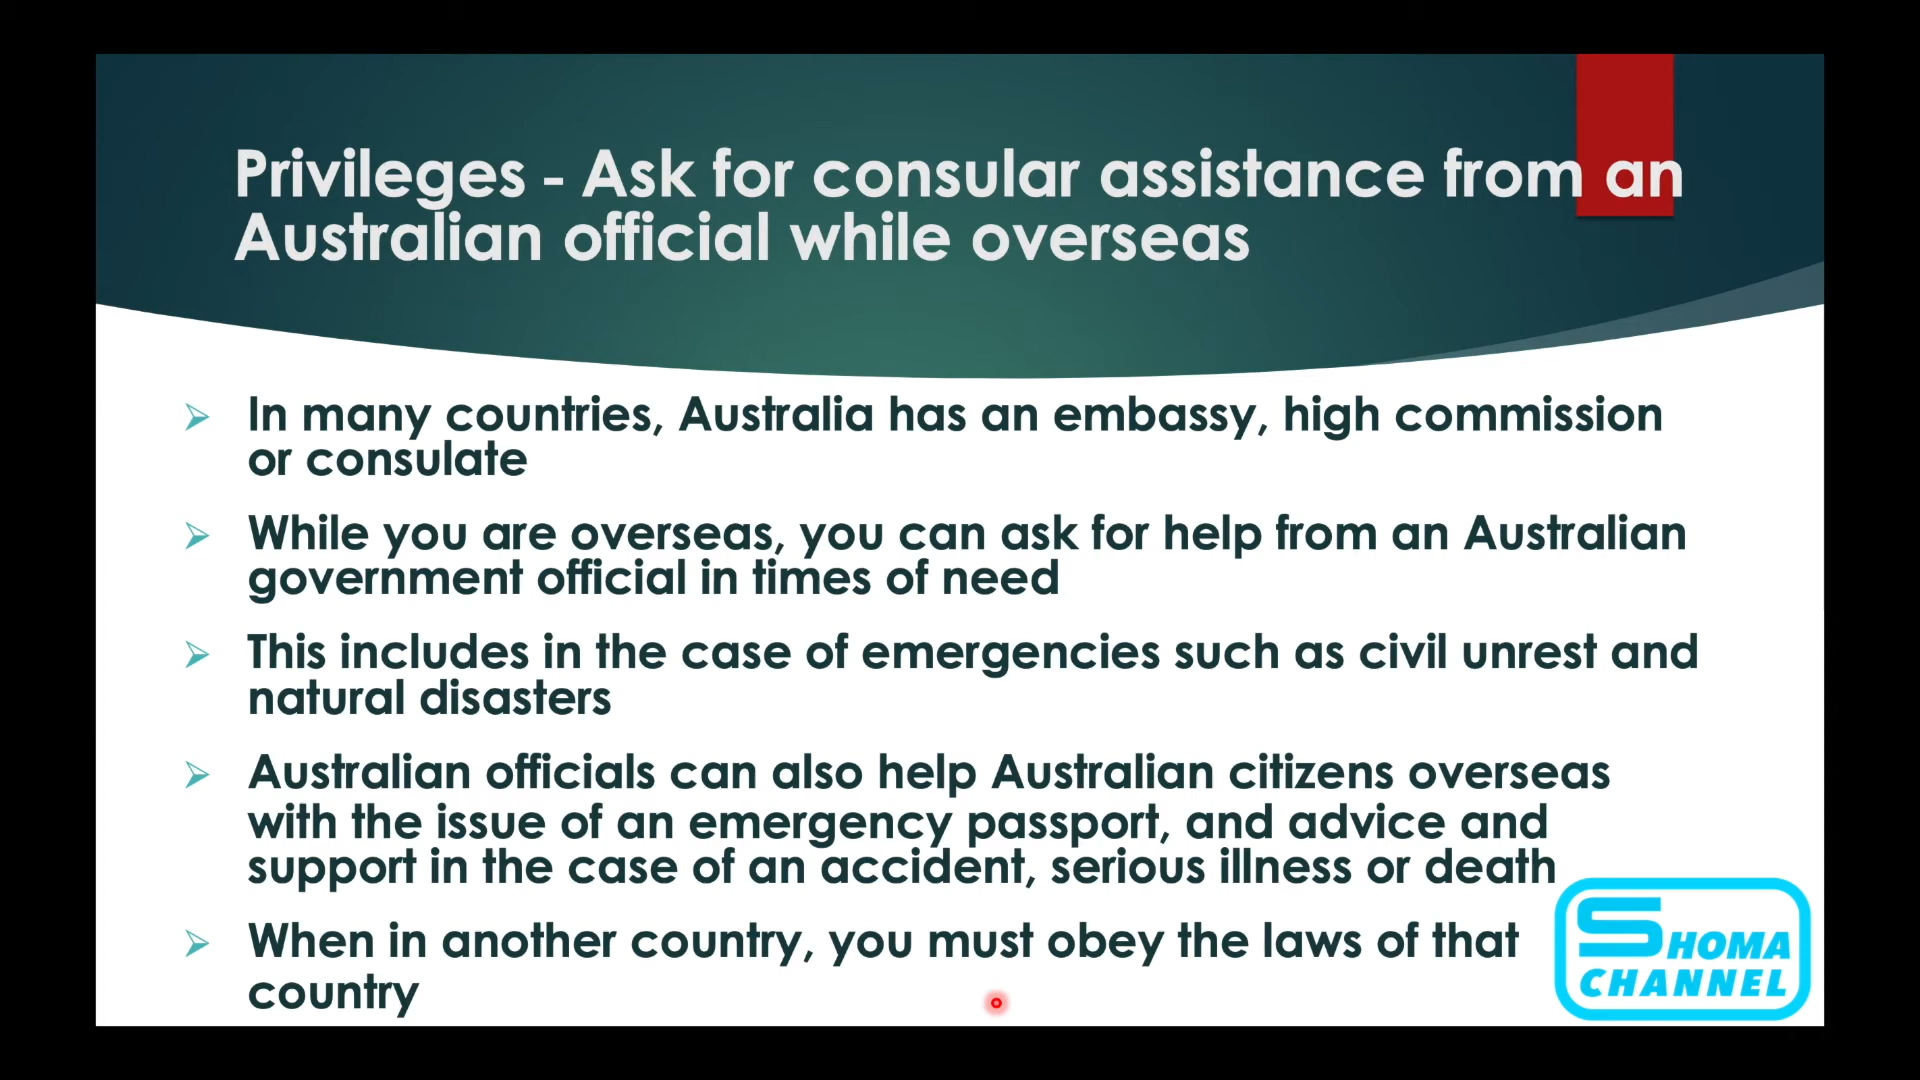 Privileges - Ask for consular assistance from an
Australian official while overseas
In many countries, Australia has an embassy, high commission
or consulate
While you are overseas, you can ask for help from an Australian
government official in times of need
This includes in the case of emergencies such as civil unrest and
natural disasters
Australian officials can also help Australian citizens overseas
with the issue of an emergency passport, and advice and
support in the case of an accident, serious illness or death
When in another country, you must obey the laws of that
country
SHOMA
CHANNEL